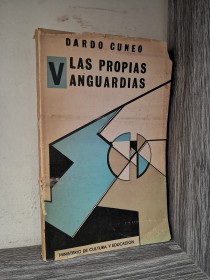 DARDO CUNEO
LAS PROPIAS
VANGUARDIAS
MINISTERIO DE CULTURA Y EDUCACION